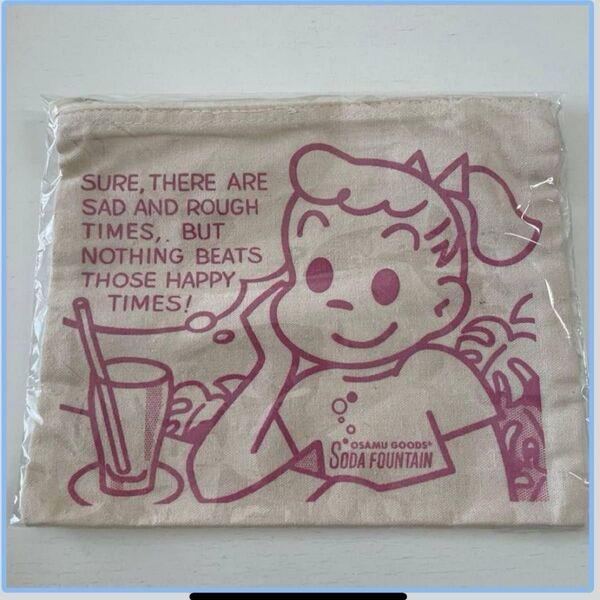 SURE, THERE ARE
SAD AND ROUGH
TIMES,. BUT
NOTHING BEATS
THOSE HAPPY
TIMES!
OSAMU GOODS®
SODA FOUNTAIN